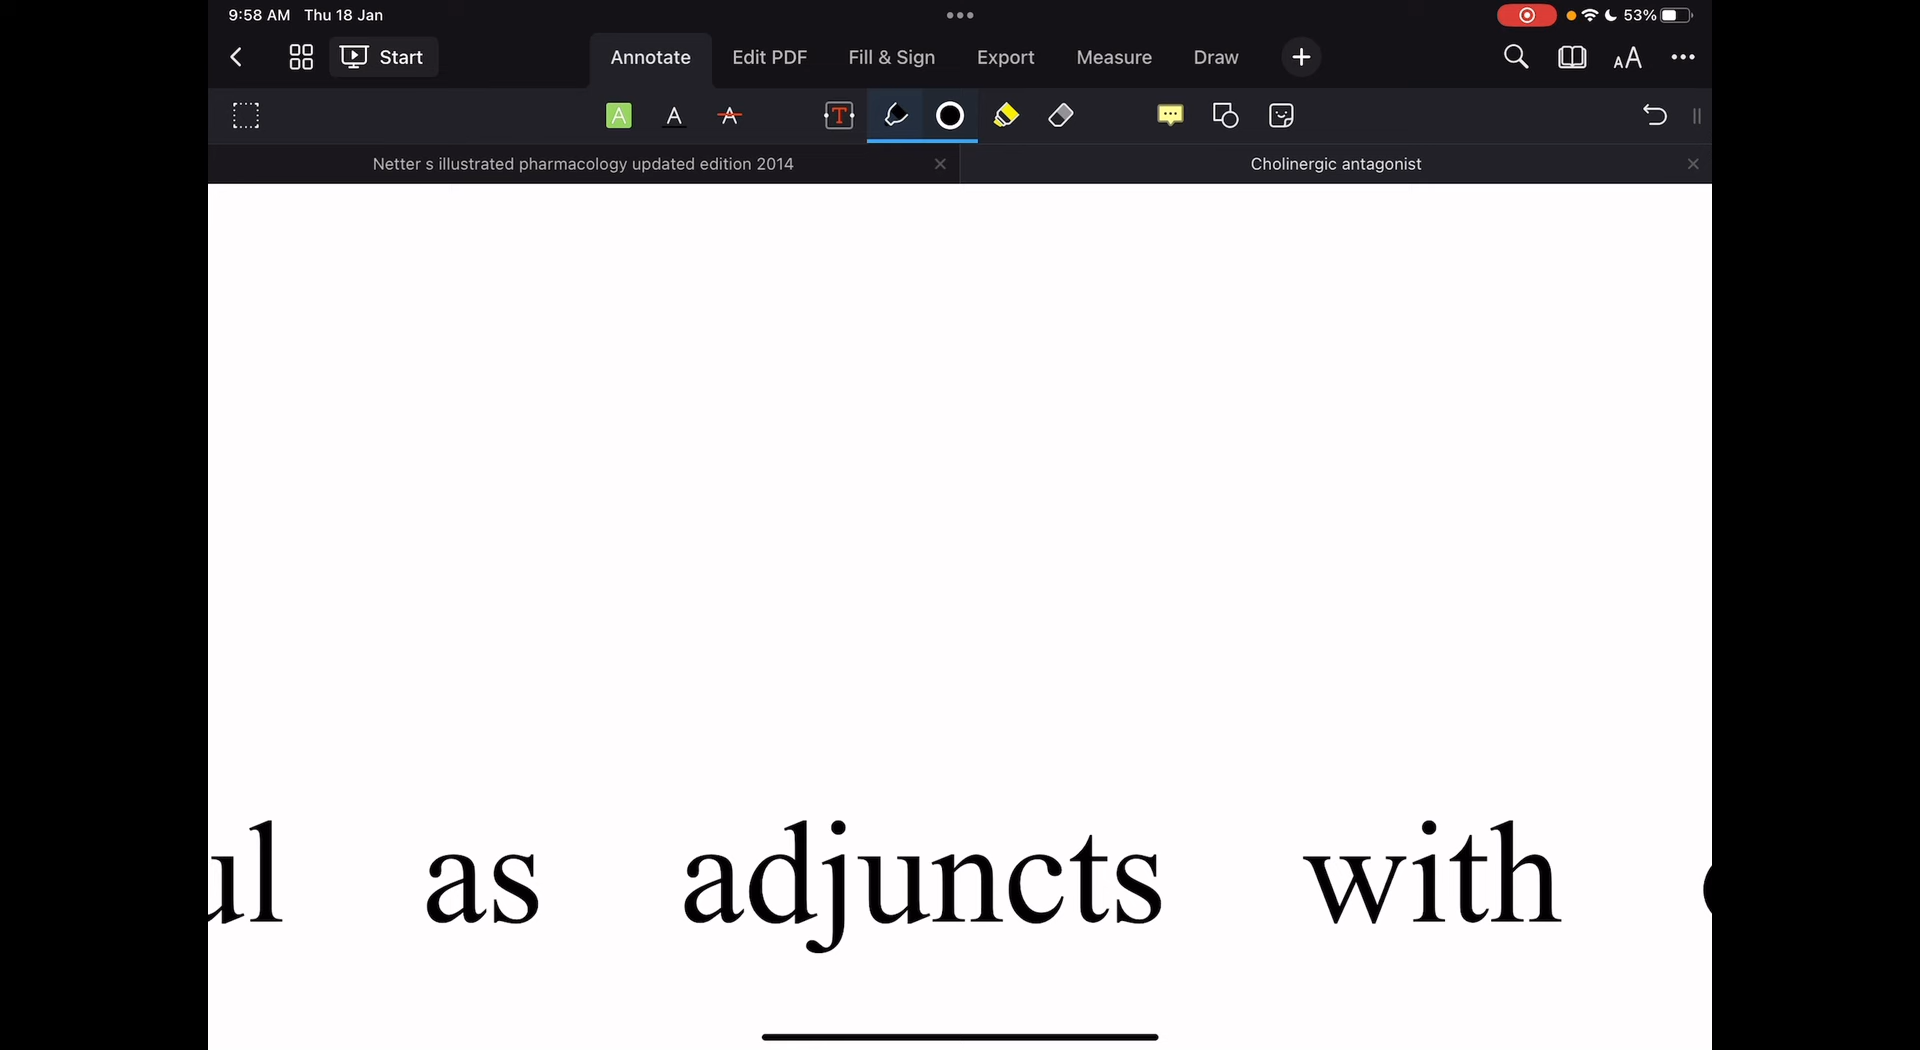 9:58 AM Thu 18 Jan
53%
Start
Annotate Edit PDF Fill & Sign Export Measure Draw
Netter s illustrated pharmacology updated edition 2014
Cholinergic antagonist
ul as adjuncts with